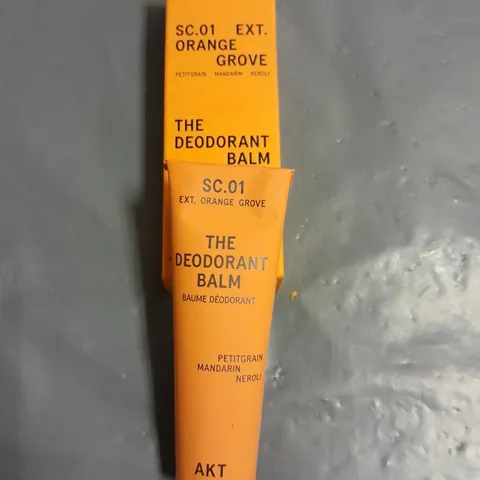 SC.01 EXT.
ORANGE
GROVE
PETITGRAIN MANDARIN NEROLI
THE
DEODORANT
BALM
SC.01
EXT. ORANGE GROVE
THE
DEODORANT
BALM
BAUME DÉODORANT
PETITGRAIN
MANDARIN
NEROLI
AKT